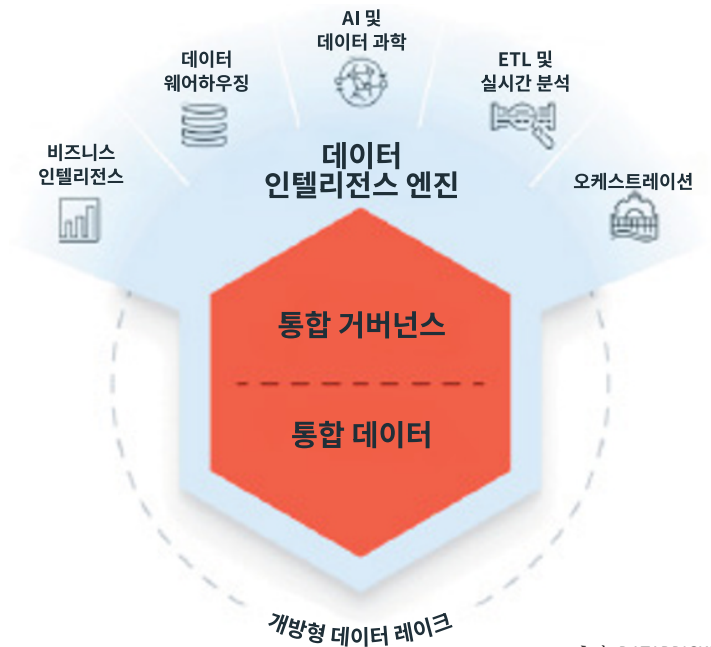 AI 및
데이터 과학
데이터
웨어하우징
ETL 및
실시간 분석
비즈니스
인텔리전스
오케스트레이션
데이터
인텔리전스 엔진
통합 거버넌스
통합 데이터
개방형 데이터 레이크